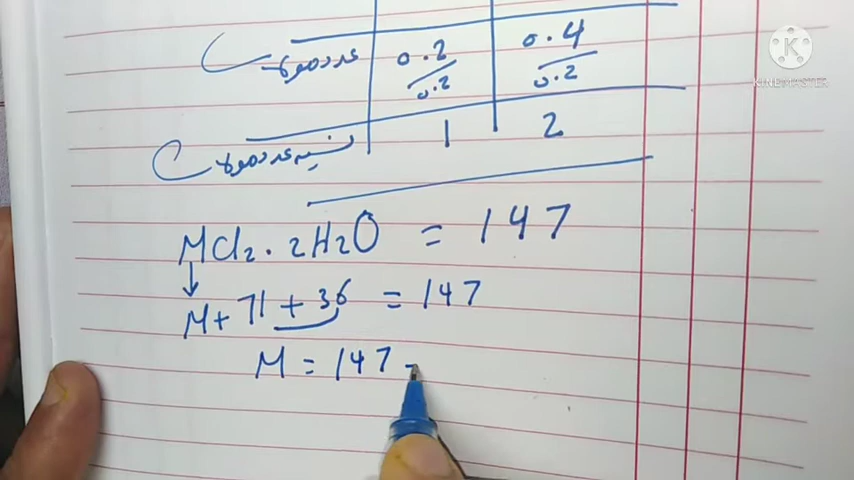 عدد مولات 0.2/0.2 0.4/0.2
نسبة عدد مولات 1 2
MCl₂ . 2H₂O = 147
M + 71 + 36 = 147
M = 147 -
KINEMASTER